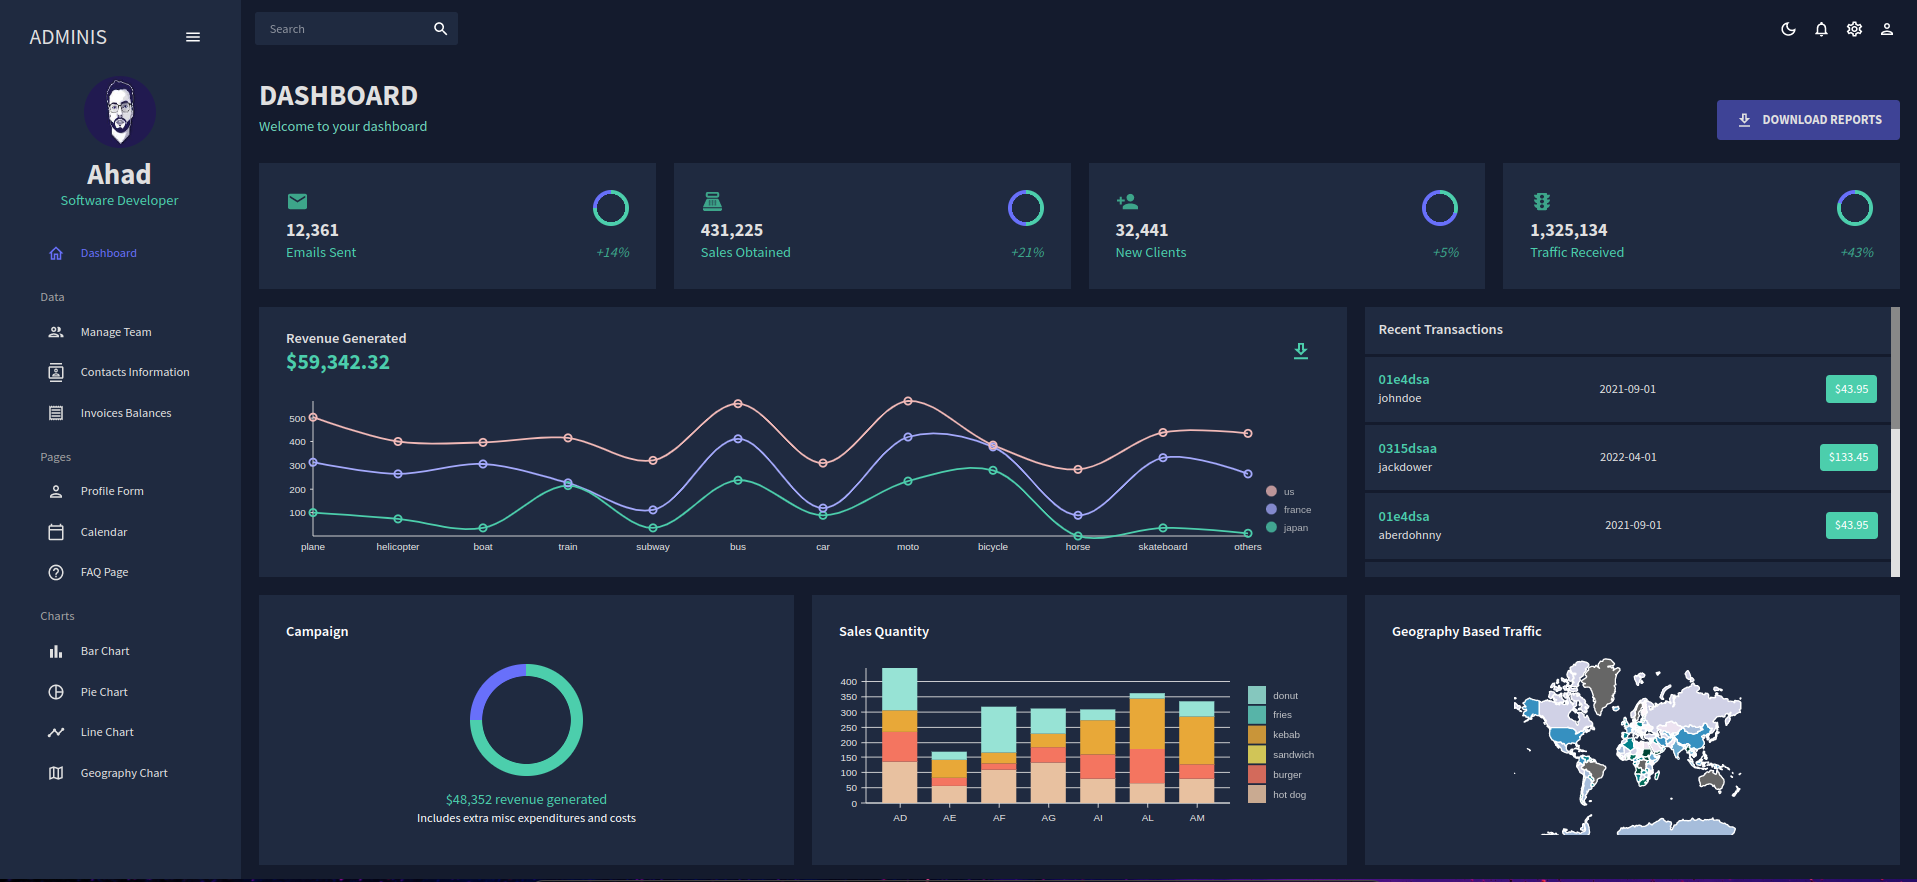 ADMINIS
Ahad
Software Developer
Dashboard
Data
Manage Team
Contacts Information
Invoices Balances
Pages
Profile Form
Calendar
FAQ Page
Charts
Bar Chart
Pie Chart
Line Chart
Geography Chart
Search
DASHBOARD
Welcome to your dashboard
DOWNLOAD REPORTS
12,361
Emails Sent +14%
431,225
Sales Obtained +21%
32,441
New Clients +5%
1,325,134
Traffic Received +43%
Revenue Generated
$59,342.32
500
400
300
200
100
plane helicopter boat train subway bus car moto bicycle horse skateboard others
us
france
japan
Recent Transactions
01e4dsa
johndoe
2021-09-01
$43.95
0315dsaa
jackdower
2022-04-01
$133.45
01e4dsa
aberdohnny
2021-09-01
$43.95
Campaign
$48,352 revenue generated
Includes extra misc expenditures and costs
Sales Quantity
400
350
300
250
200
150
100
50
0
AD AE AF AG AI AL AM
donut
fries
kebab
sandwich
burger
hot dog
Geography Based Traffic